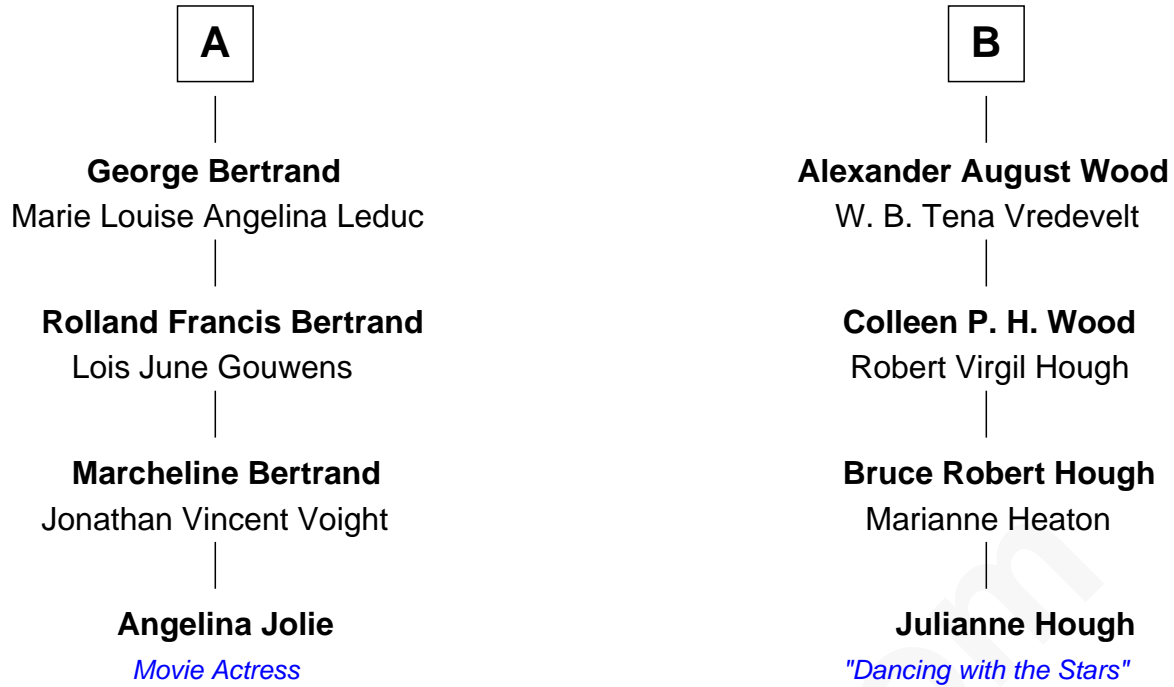 A
George Bertrand
Marie Louise Angelina Leduc
Rolland Francis Bertrand
Lois June Gouwens
Marcheline Bertrand
Jonathan Vincent Voight
Angelina Jolie
Movie Actress
B
Alexander August Wood
W. B. Tena Vredevelt
Colleen P. H. Wood
Robert Virgil Hough
Bruce Robert Hough
Marianne Heaton
Julianne Hough
"Dancing with the Stars"